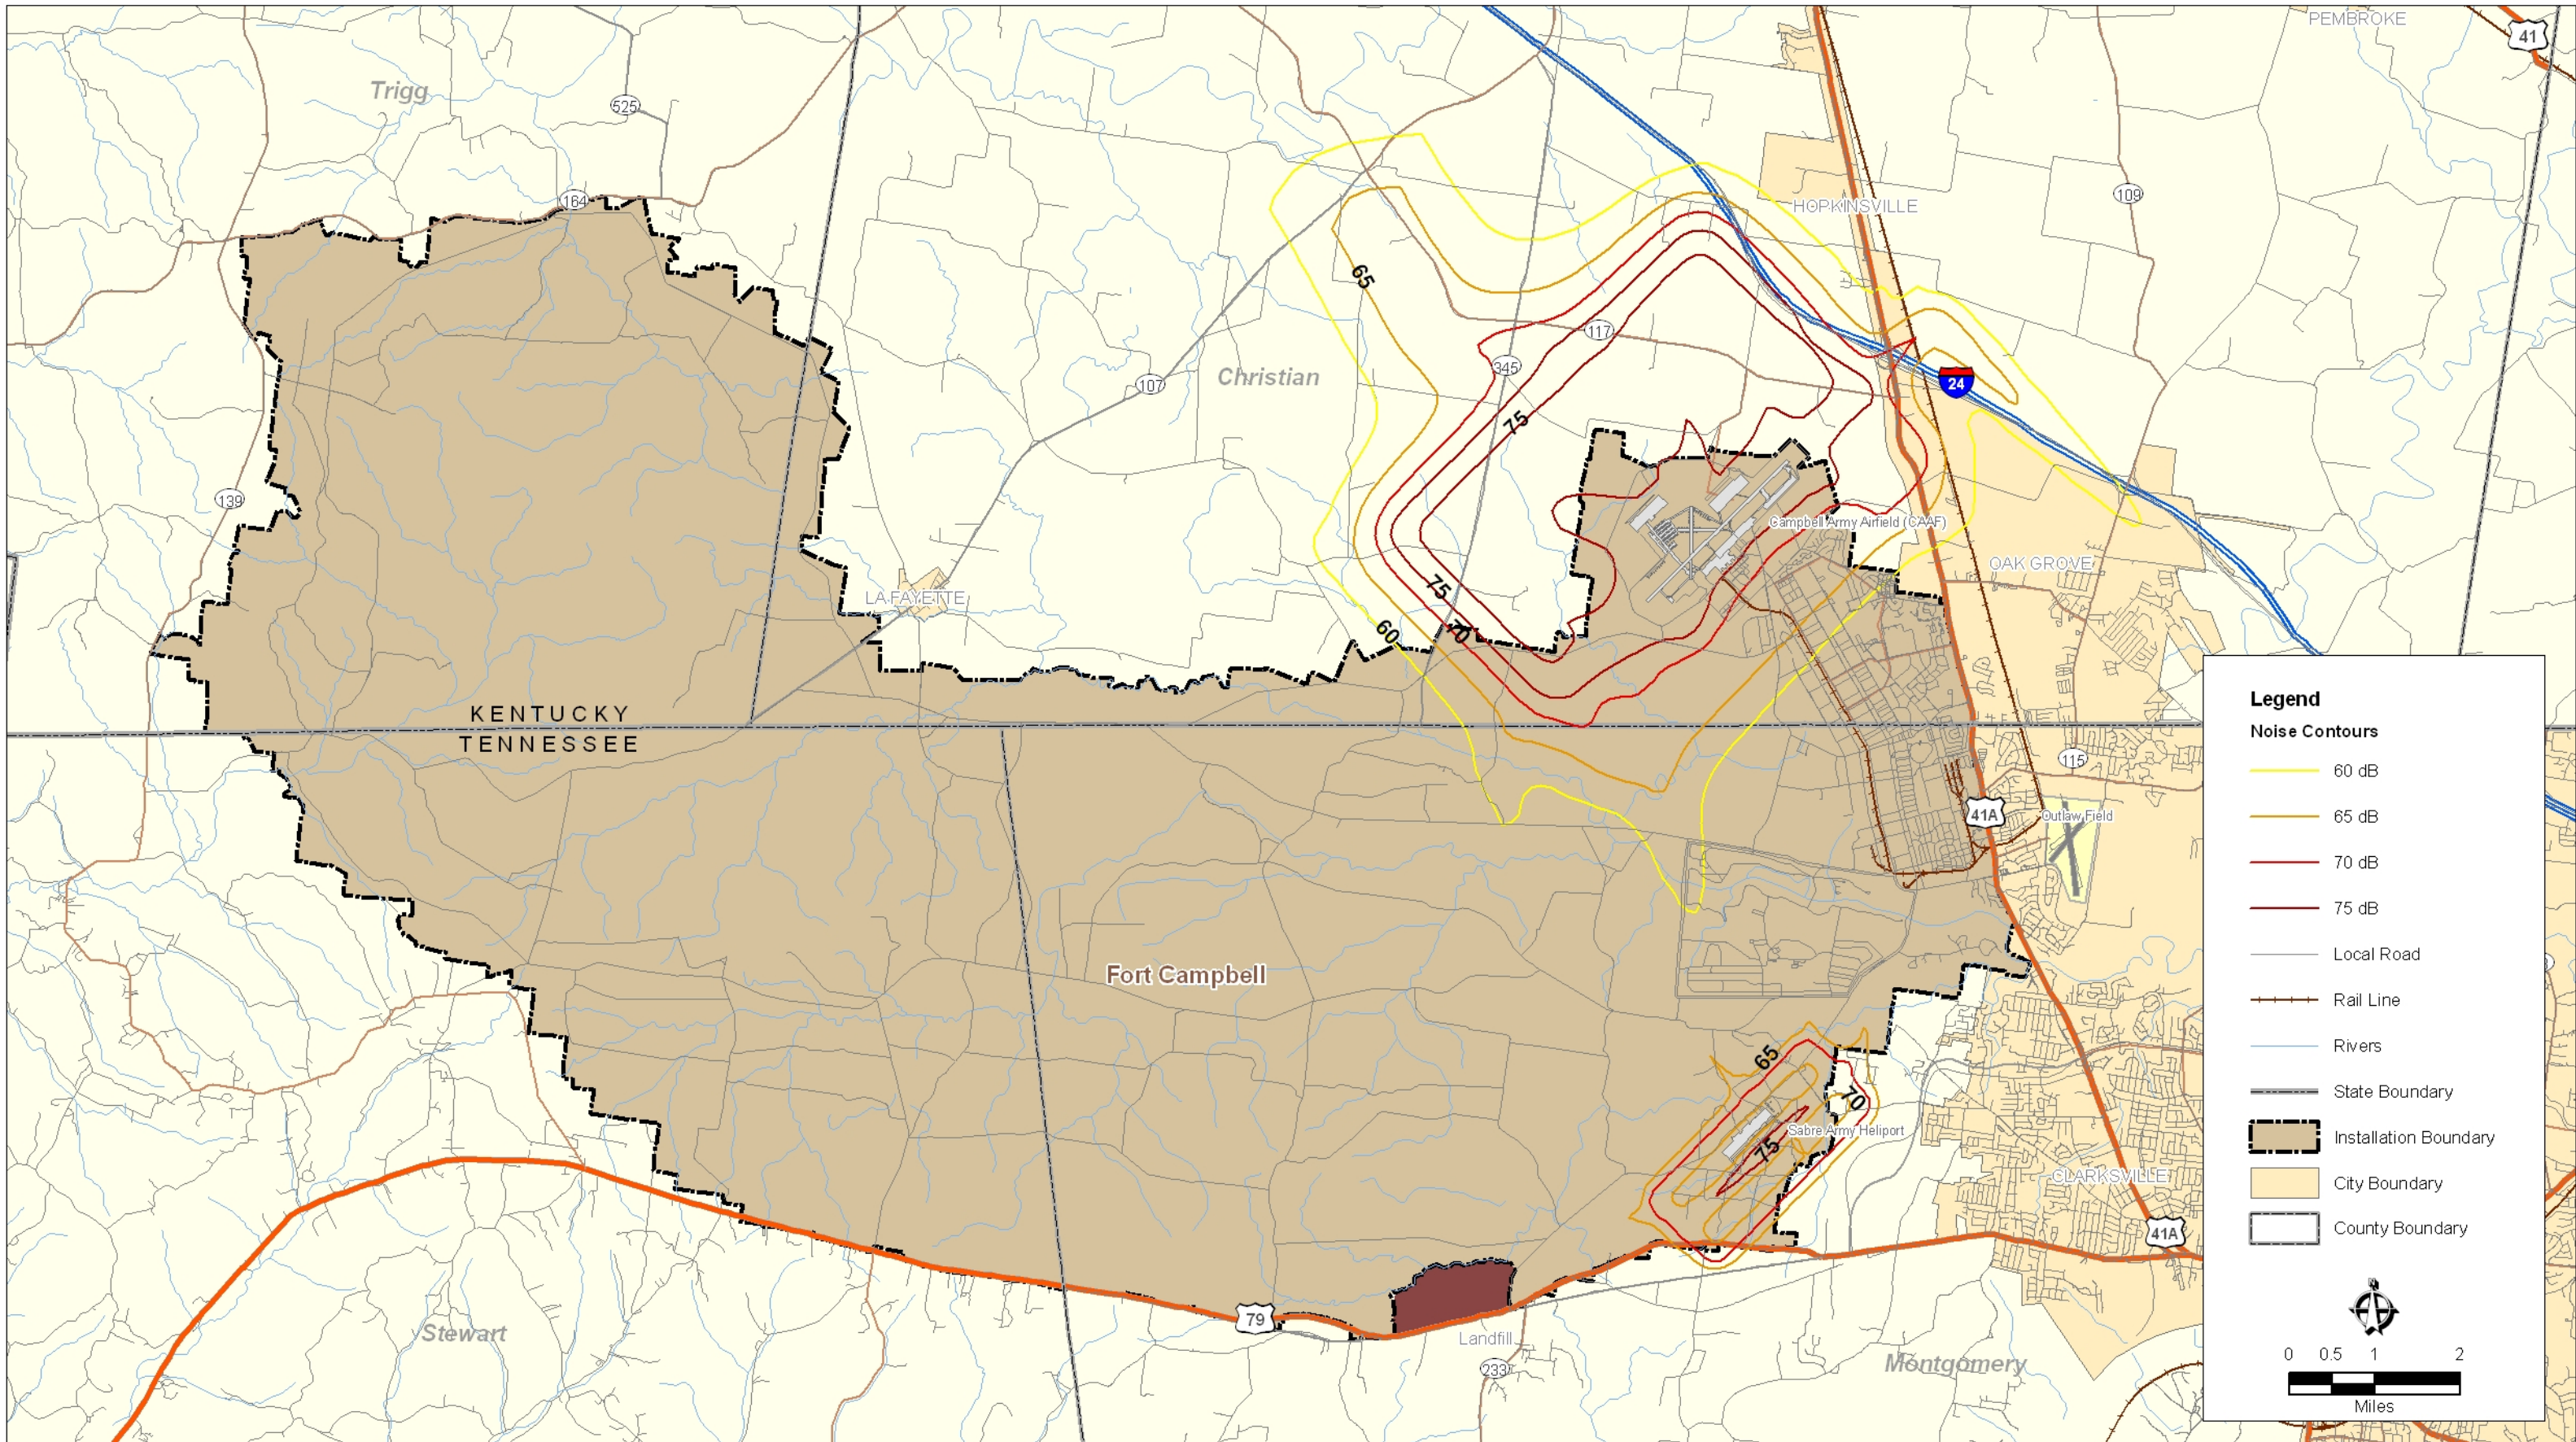 PEMBROKE
41
Trigg
525
164
109
HOPKINSVILLE
65
117
345
24
107
Christian
75
139
Campbell Army Airfield (CAAF)
OAK GROVE
LA FAYETTE
75
60
70
KENTUCKY
TENNESSEE
115
41A
Outlaw Field
Fort Campbell
65
70
Sabre Army Heliport
75
CLARKSVILLE
41A
79
Stewart
Landfill
233
Montgomery
Legend
Noise Contours
60 dB
65 dB
70 dB
75 dB
Local Road
Rail Line
Rivers
State Boundary
Installation Boundary
City Boundary
County Boundary
0 0.5 1 2
Miles